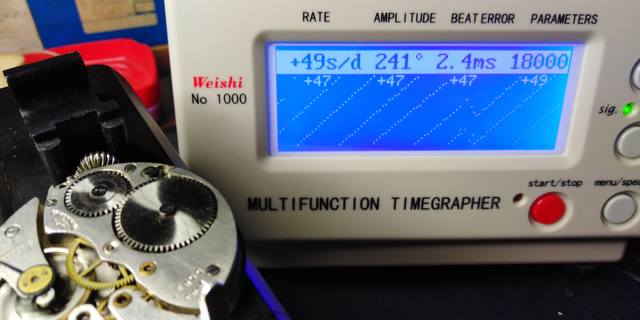 RATE AMPLITUDE BEAT ERROR PARAMETERS
+49s/d 241° 2.4ms 18000
+47 +47 +47 +49
Weishi
No 1000
sig.
start/stop menu/spe
MULTIFUNCTION TIMEGRAPHER